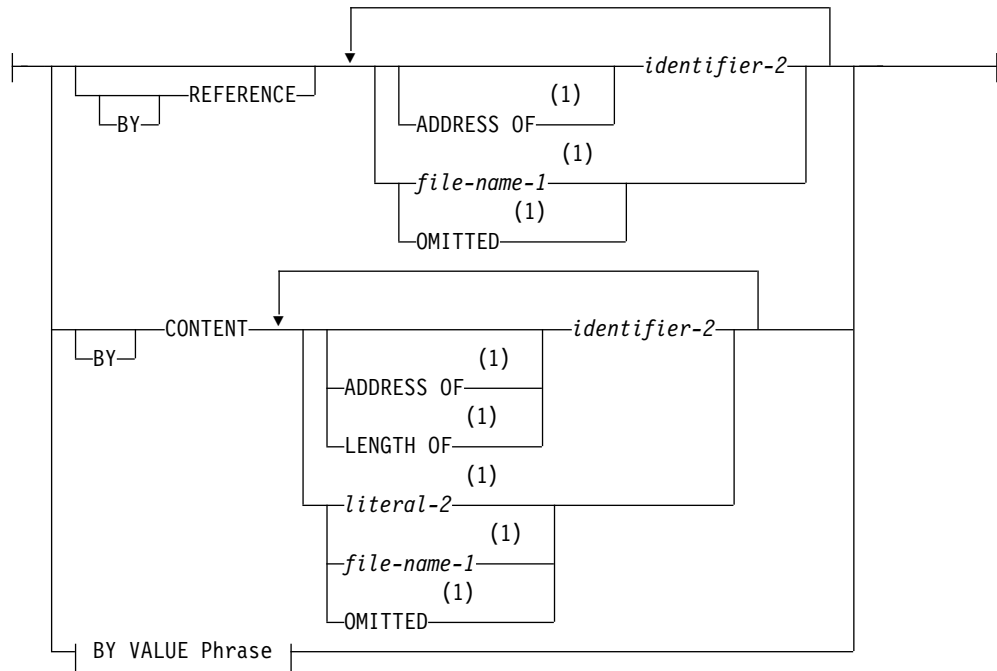 identifier-2
REFERENCE
(1)
BY
ADDRESS OF
(1)
file-name-1
(1)
OMITTED
CONTENT
identifier-2
BY
(1)
ADDRESS OF
(1)
LENGTH OF
(1)
literal-2
(1)
file-name-1
(1)
OMITTED
BY VALUE Phrase